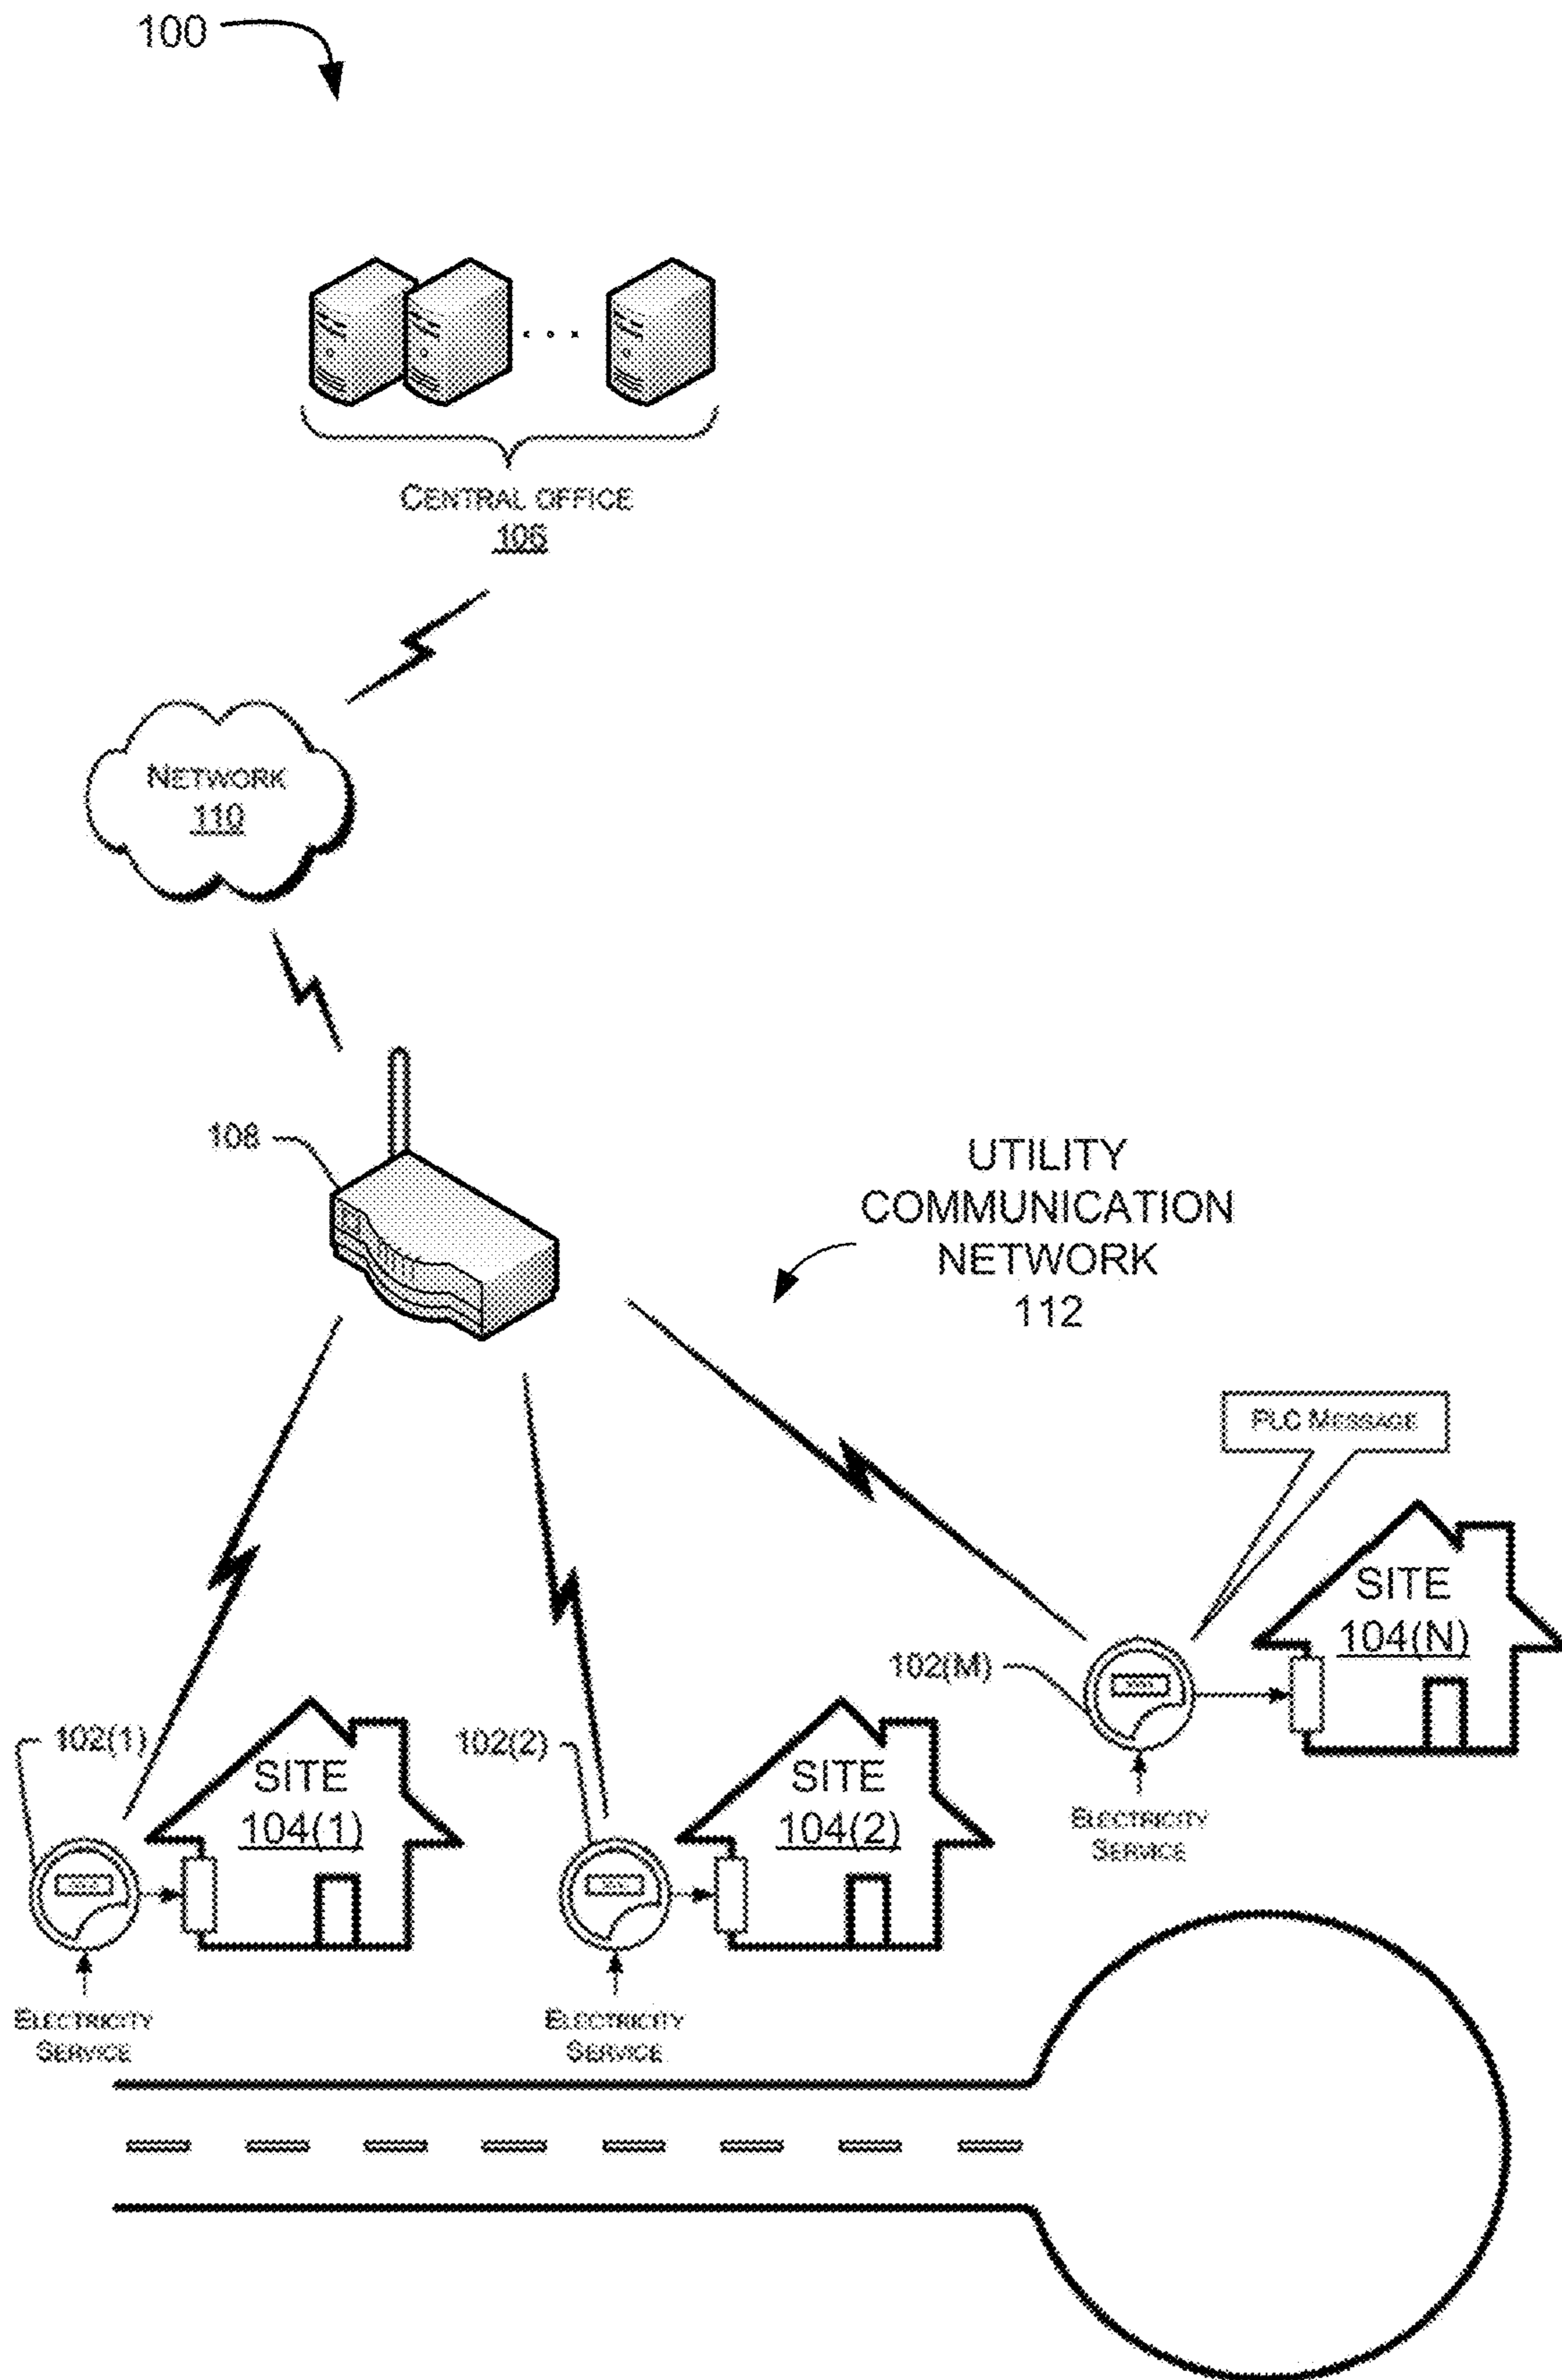 100
CENTRAL OFFICE
106
NETWORK
110
108
UTILITY
COMMUNICATION
NETWORK
112
PLC MESSAGE
SITE
104(N)
102(M)
ELECTRICITY
SERVICE
102(1)
SITE
104(1)
ELECTRICITY
SERVICE
102(2)
SITE
104(2)
ELECTRICITY
SERVICE